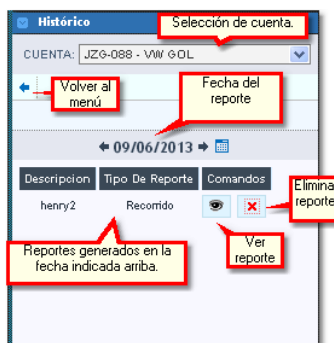 Histórico
Selección de cuenta.
CUENTA: JZG-088 - VW GOL
Volver al
menú
Fecha del
reporte
09/06/2013
Descripcion Tipo De Reporte Comandos
Elimina
reporte
henry2 Recorrido
Reportes generados en la
fecha indicada arriba.
Ver
reporte